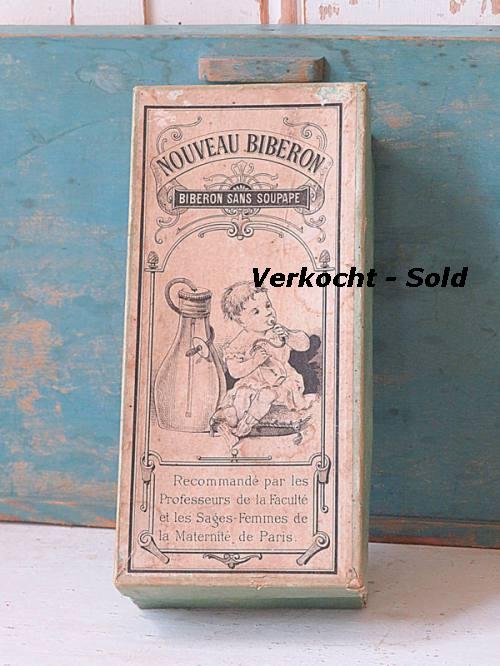 NOUVEAU BIBERON
BIBERON SANS SOUPAPE
Verkocht - Sold
Recommandé par les
Professeurs de la Faculté
et les Sages-Femmes de
la Maternité, de Paris.